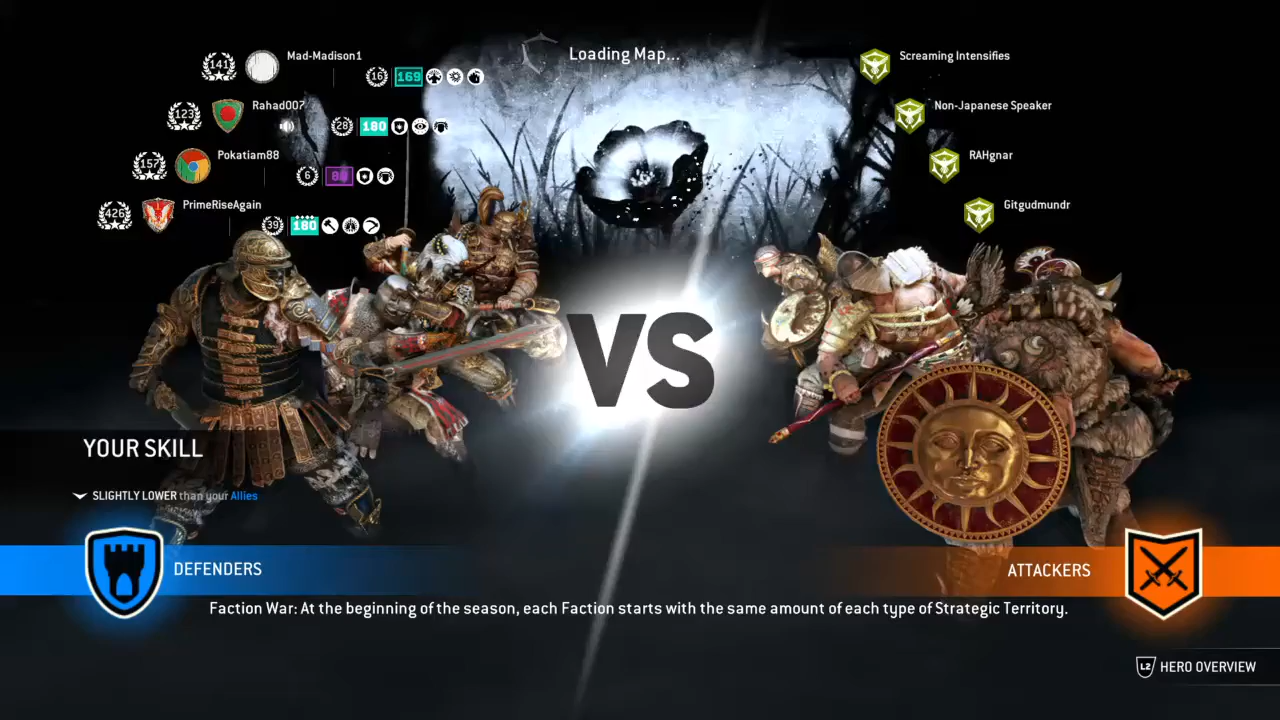 Loading Map...
141 Mad-Madison1
16 169
123 Rahad007
28 180
157 Pokatiam88
6
426 PrimeRiseAgain
39 180
Screaming Intensifies
Non-Japanese Speaker
RAHgnar
Gitgudmundr
VS
YOUR SKILL
SLIGHTLY LOWER than your Allies
DEFENDERS
ATTACKERS
Faction War: At the beginning of the season, each Faction starts with the same amount of each type of Strategic Territory.
L2 HERO OVERVIEW